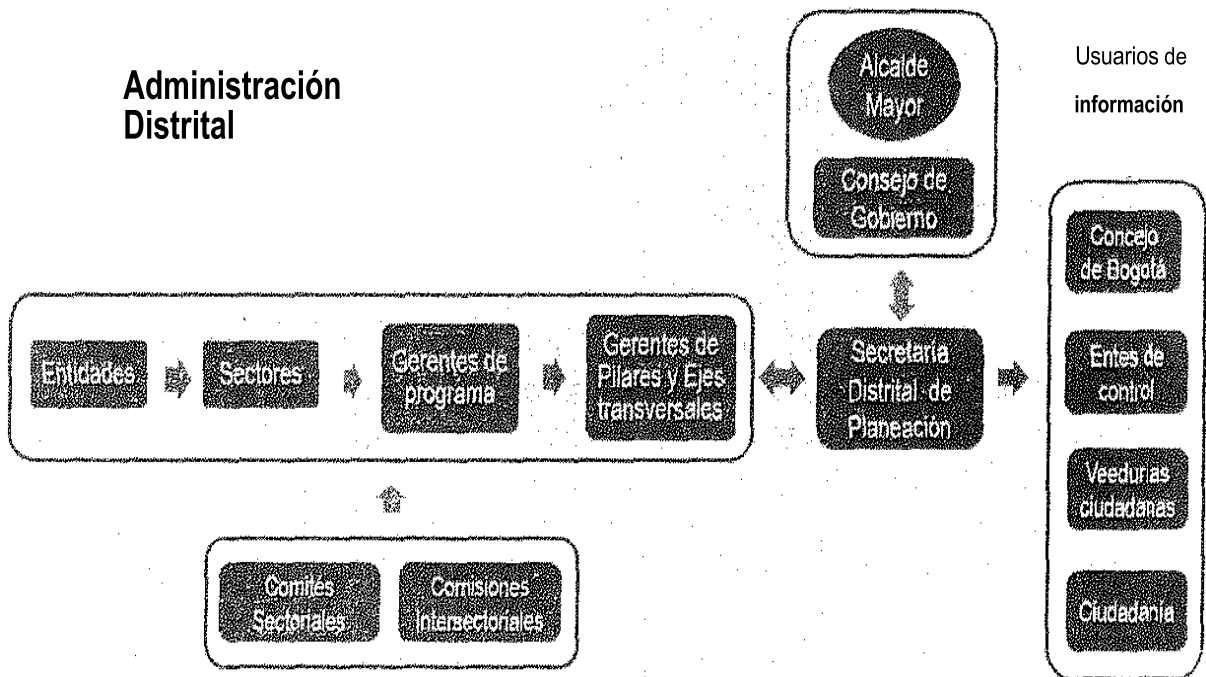 Administración
Distrital
Alcalde
Mayor
Consejo de
Gobierno
Usuarios de
información
Entidades
Sectores
Gerentes de
programa
Gerentes de
Pilares y Ejes
transversales
Secretaría
Distrital de
Planeación
Concejo
de Bogotá
Entes de
control
Veedurías
ciudadanas
Ciudadanía
Comités
Sectoriales
Comisiones
Intersectoriales